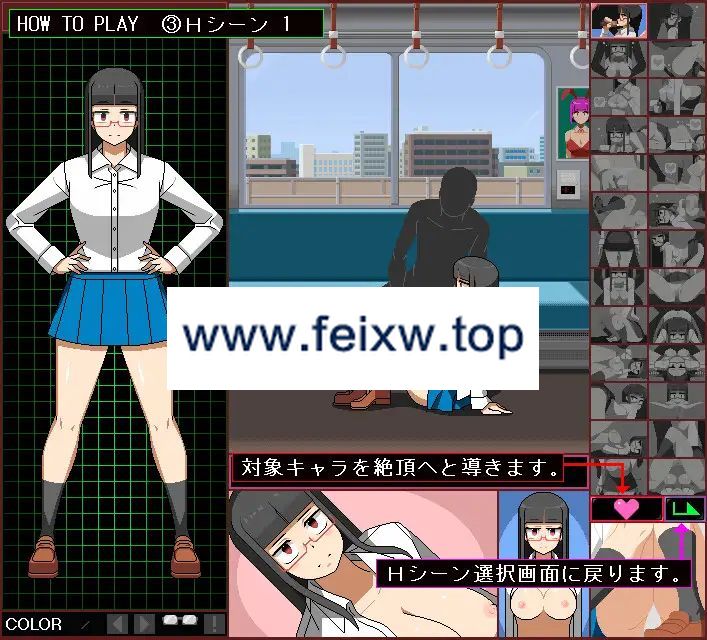 HOW TO PLAY ③Hシーン 1
www.feixw.top
対象キャラを絶頂へと導きます。
Hシーン選択画面に戻ります。
COLOR